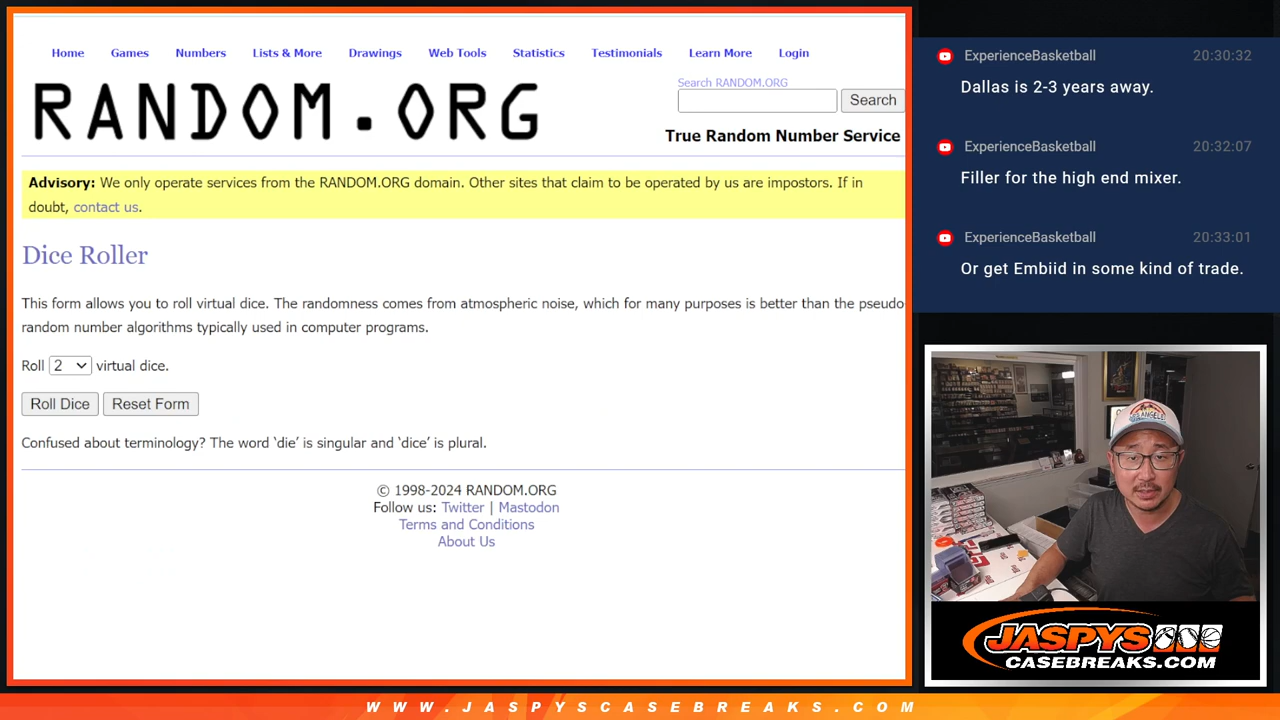 Home Games Numbers Lists & More Drawings Web Tools Statistics Testimonials Learn More Login
RANDOM.ORG
Search RANDOM.ORG
Search
True Random Number Service
Advisory: We only operate services from the RANDOM.ORG domain. Other sites that claim to be operated by us are impostors. If in
doubt, contact us.
Dice Roller
This form allows you to roll virtual dice. The randomness comes from atmospheric noise, which for many purposes is better than the pseudo-
random number algorithms typically used in computer programs.
Roll 2 virtual dice.
Roll Dice Reset Form
Confused about terminology? The word ‘die’ is singular and ‘dice’ is plural.
© 1998-2024 RANDOM.ORG
Follow us: Twitter | Mastodon
Terms and Conditions
About Us
ExperienceBasketball 20:30:32
Dallas is 2-3 years away.
ExperienceBasketball 20:32:07
Filler for the high end mixer.
ExperienceBasketball 20:33:01
Or get Embiid in some kind of trade.
JASPYS
CASEBREAKS.COM
WWW.JASPYSCASEBREAKS.COM